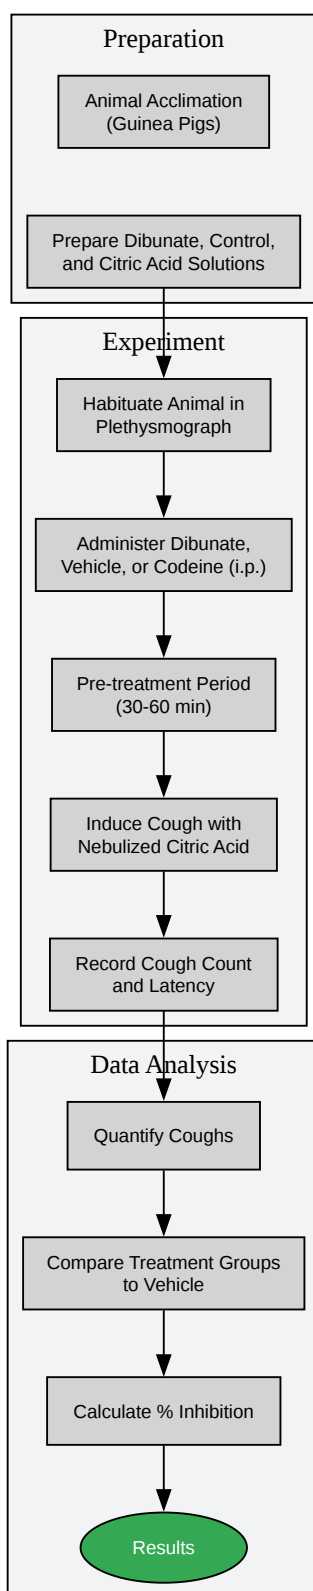 Preparation
Animal Acclimation
(Guinea Pigs)
Prepare Dibunate, Control,
and Citric Acid Solutions
Experiment
Habituate Animal in
Plethysmograph
Administer Dibunate,
Vehicle, or Codeine (i.p.)
Pre-treatment Period
(30-60 min)
Induce Cough with
Nebulized Citric Acid
Record Cough Count
and Latency
Data Analysis
Quantify Coughs
Compare Treatment Groups
to Vehicle
Calculate % Inhibition
Results